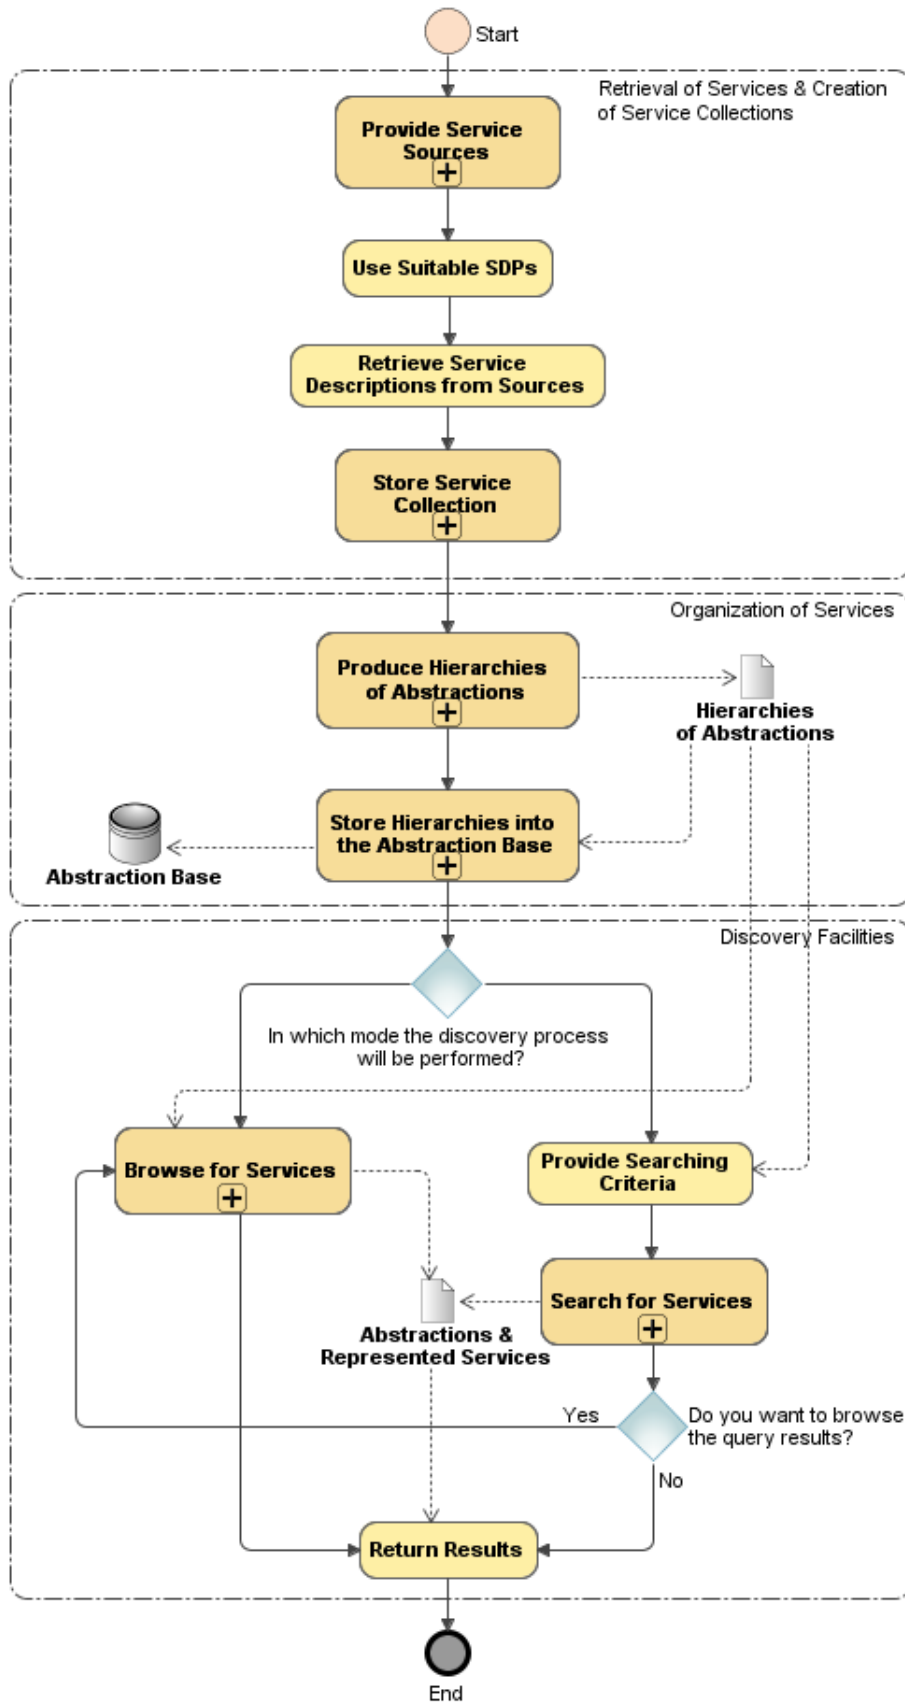 Start
Retrieval of Services & Creation
of Service Collections
Provide Service
Sources
Use Suitable SDPs
Retrieve Service
Descriptions from Sources
Store Service
Collection
Organization of Services
Produce Hierarchies
of Abstractions
Hierarchies
of Abstractions
Store Hierarchies into
the Abstraction Base
Abstraction Base
Discovery Facilities
In which mode the discovery process
will be performed?
Browse for Services
Provide Searching
Criteria
Search for Services
Abstractions &
Represented Services
Yes
Do you want to browse
the query results?
No
Return Results
End